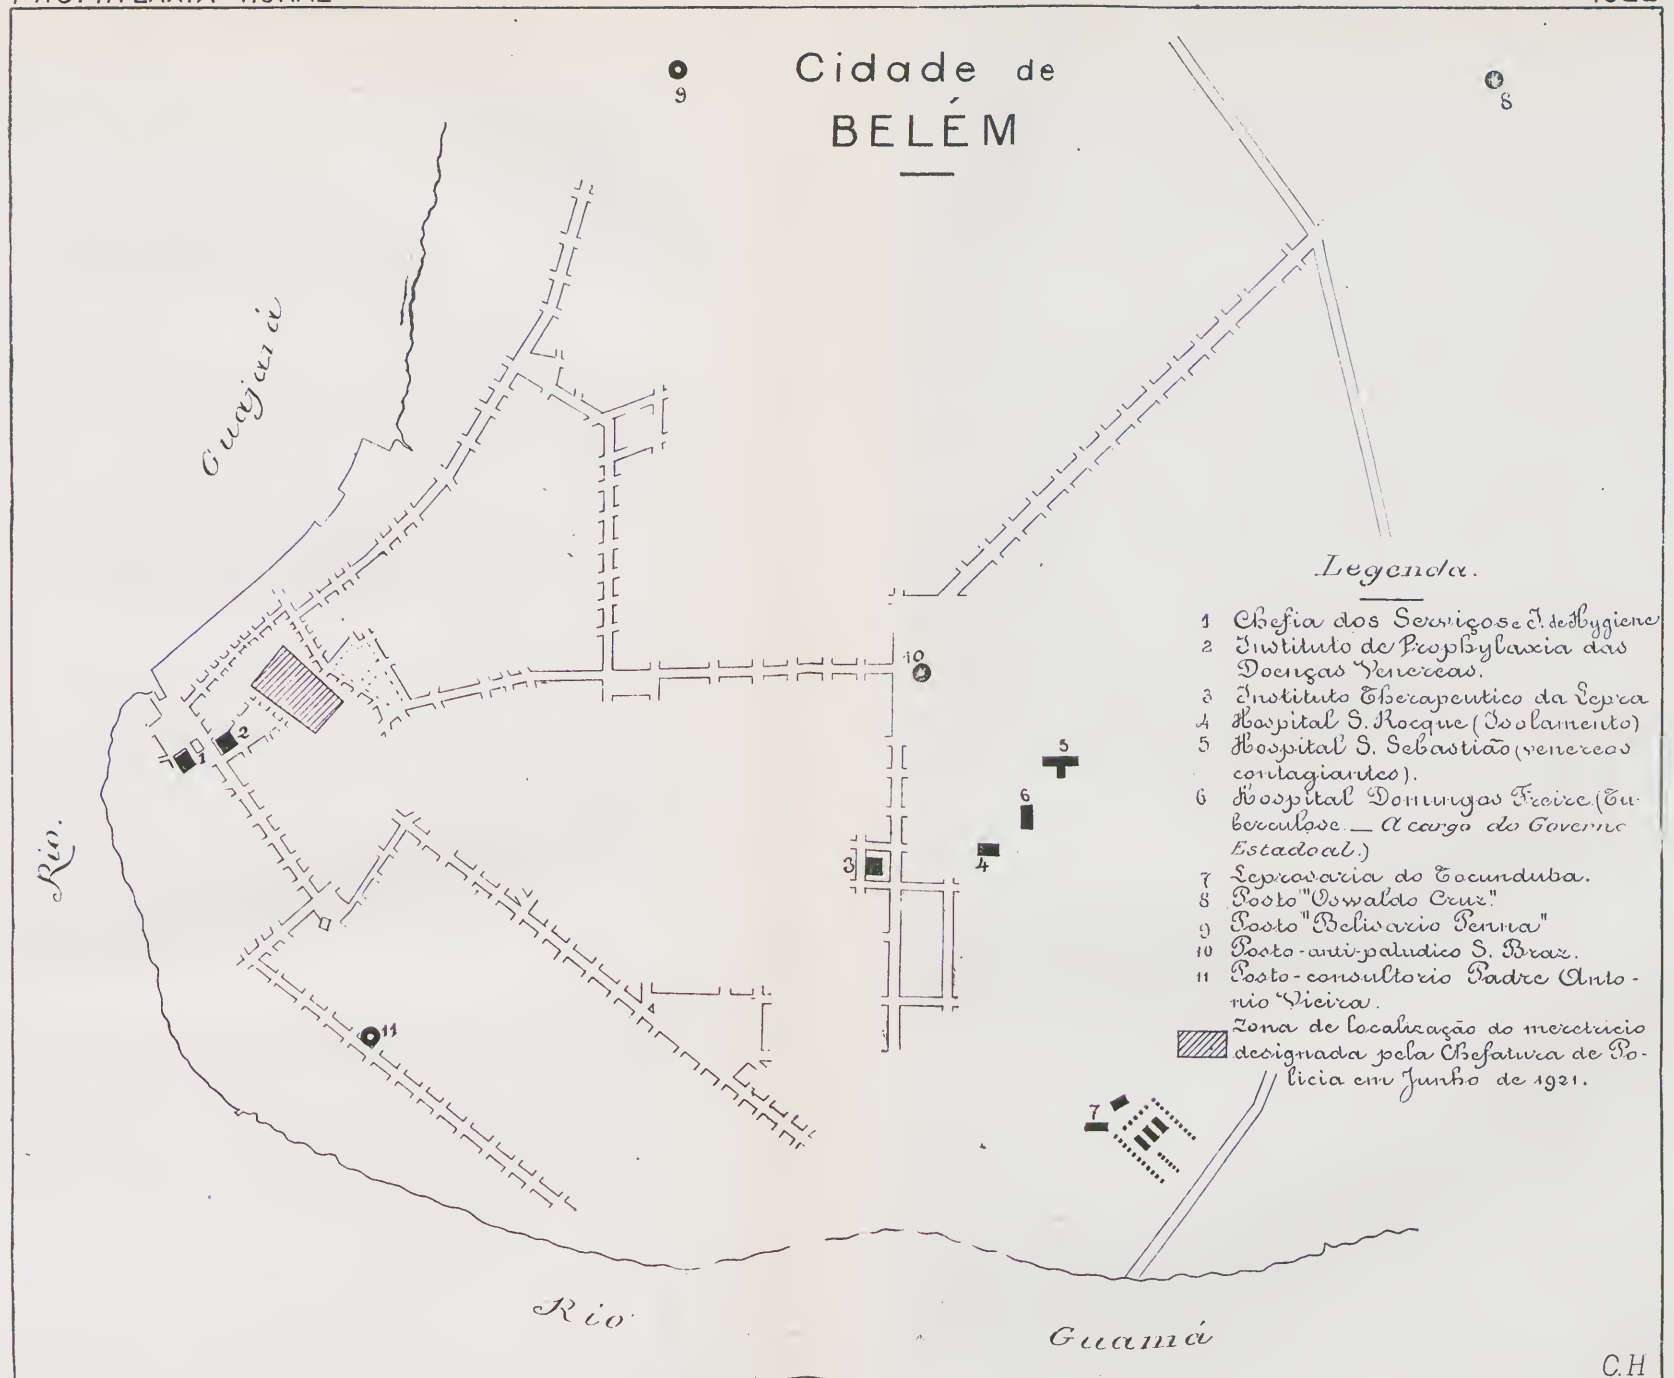 Cidade de
BELÉM
9
8
Guajará
Rio.
10
2
1
5
6
3
4
11
7
Rio
Guamá
Legenda.
1 Chefia dos Serviços e I. de Hygiene
2 Instituto de Prophylaxia das
Doenças Venereas.
3 Instituto Therapeutico da Lepra
4 Hospital S. Rocque (Isolamento)
5 Hospital S. Sebastião (venereos
contagiantes).
6 Hospital Domingos Freire. (Tu-
berculose. — A cargo do Governo
Estadoal.)
7 Leprosaria do Tocunduba.
8 Posto "Oswaldo Cruz"
9 Posto "Belisario Penna"
10 Posto-anti-paludico S. Braz.
11 Posto-consultorio Padre Anto-
nio Vieira.
Zona de localização do meretricio
designada pela Chefatura de Po-
licia em Junho de 1921.
C.H